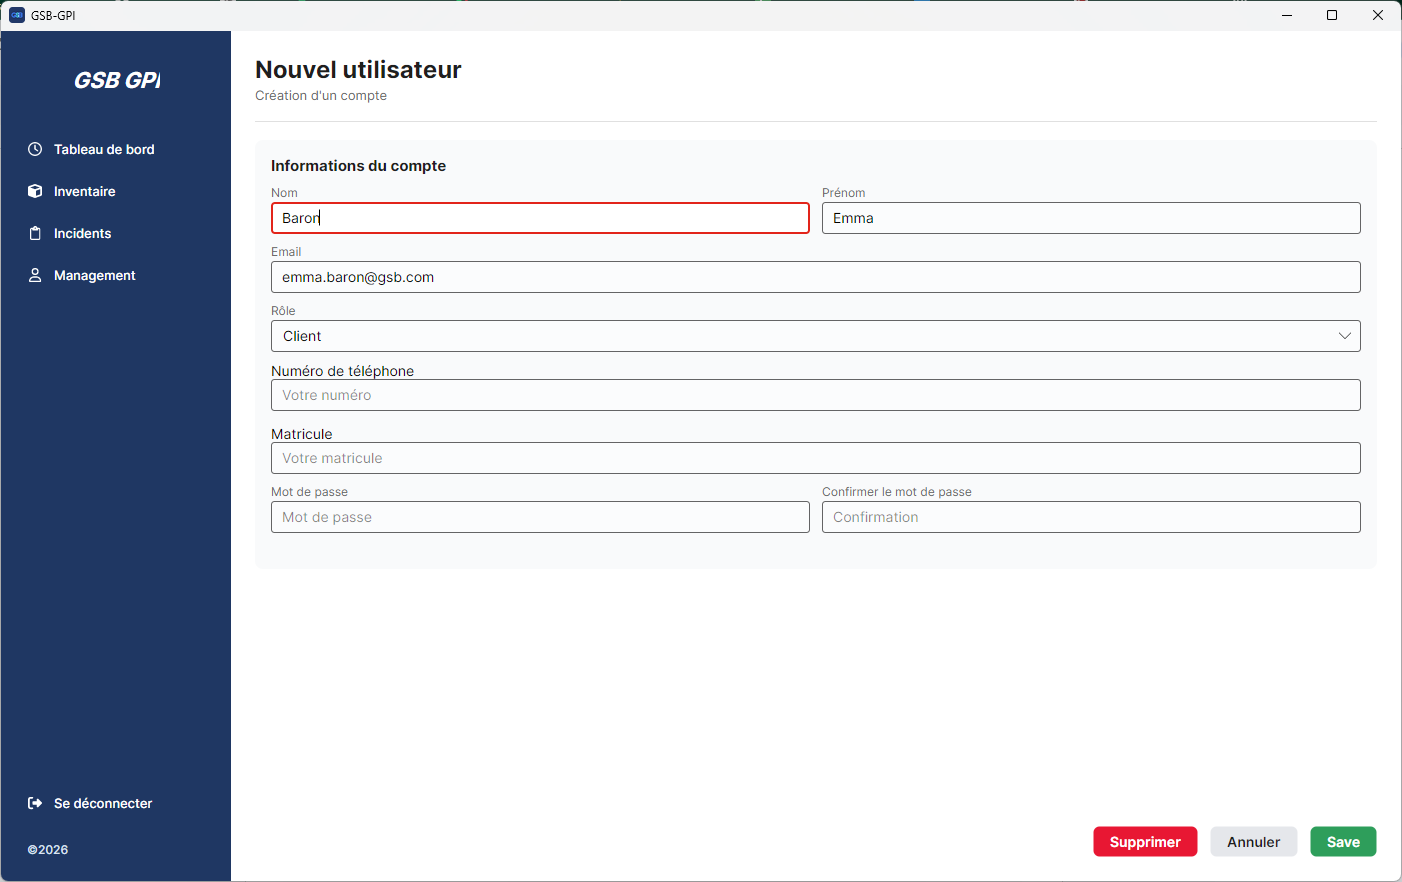 GSB-GPI
GSB GPI
Tableau de bord
Inventaire
Incidents
Management
Se déconnecter
©2026
Nouvel utilisateur
Création d'un compte
Informations du compte
Nom Prénom
Baron Emma
Email
emma.baron@gsb.com
Rôle
Client
Numéro de téléphone
Votre numéro
Matricule
Votre matricule
Mot de passe Confirmer le mot de passe
Mot de passe Confirmation
Supprimer Annuler Save